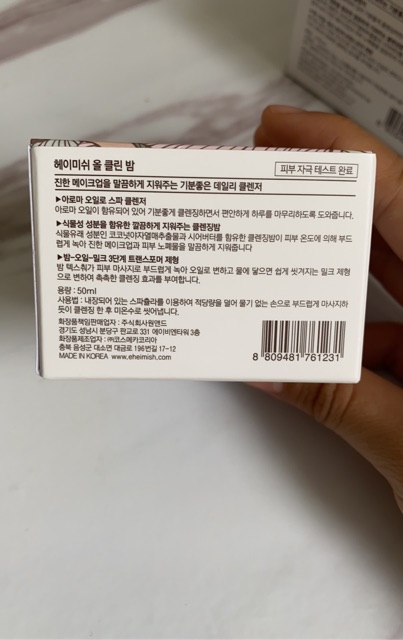 헤이미쉬 올 클린 밤
피부 자극 테스트 완료
진한 메이크업을 말끔하게 지워주는 기분좋은 데일리 클렌저
▶아로마 오일로 스파 클렌저
아로마 오일이 함유되어 있어 기분좋게 클렌징하면서 편안하게 하루를 마무리하도록 도와줍니다.
▶식물성 성분을 함유한 말끔하게 지워주는 클렌징밤
식물유래 성분인 코코넛야자열매추출물과 시어버터를 함유한 클렌징밤이 피부 온도에 의해 부드
럽게 녹아 진한 메이크업과 피부 노폐물을 말끔하게 지워줍니다
▶밤-오일-밀크 3단계 트랜스포머 제형
밤 텍스쳐가 피부 마사지로 부드럽게 녹아 오일로 변하고 물에 닿으면 쉽게 씻겨지는 밀크 제형
으로 변하여 촉촉한 클렌징 효과를 부여합니다.
용량 : 50ml
사용법 : 내장되어 있는 스파츌라를 이용하여 적당량을 덜어 물기 없는 손으로 부드럽게 마사지하
듯이 클렌징 한 후 미온수로 씻어냅니다.
화장품책임판매업자 : 주식회사원앤드
경기도 성남시 분당구 판교로 331 에이비엔타워 3층
화장품제조업자 : ㈜코스메카코리아
충북 음성군 대소면 대금로 196번길 17-12
MADE IN KOREA www.eheimish.com
8 809481 761231